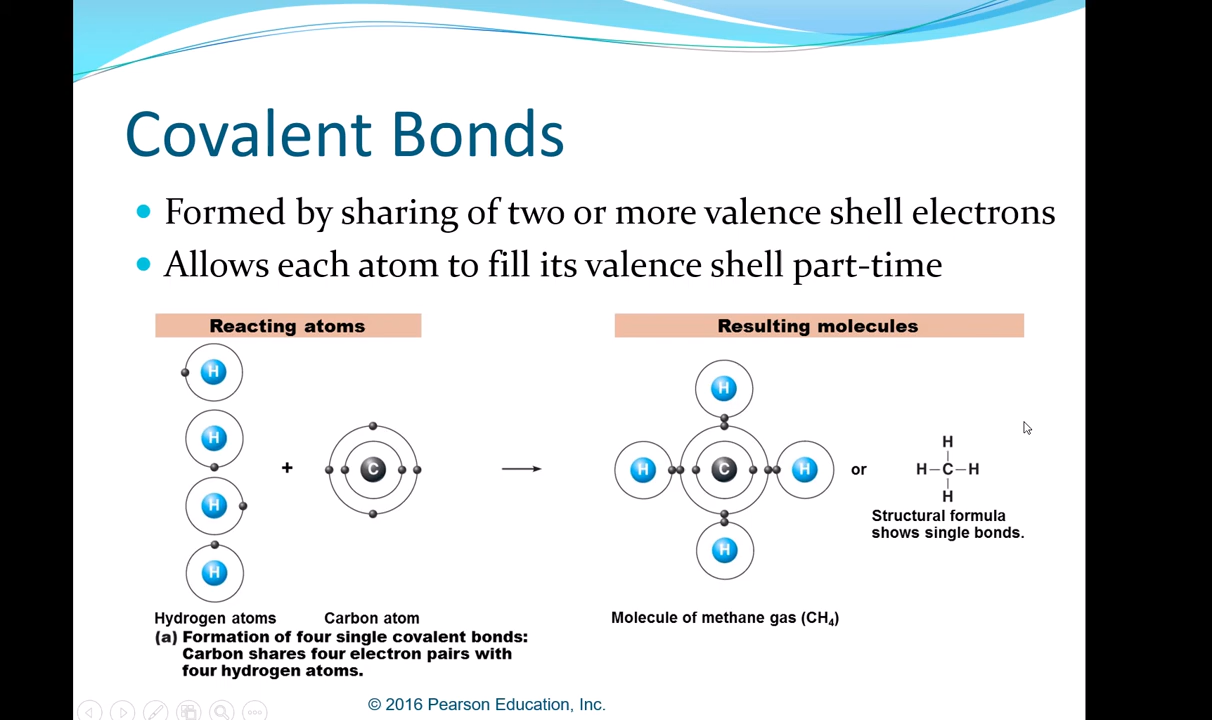 Covalent Bonds
• Formed by sharing of two or more valence shell electrons
• Allows each atom to fill its valence shell part-time
Reacting atoms
H
H
H
H
+
C
Hydrogen atoms
Carbon atom
(a) Formation of four single covalent bonds:
Carbon shares four electron pairs with
four hydrogen atoms.
Resulting molecules
H
H C H
H
or
H
H–C–H
H
Structural formula
shows single bonds.
Molecule of methane gas (CH₄)
© 2016 Pearson Education, Inc.